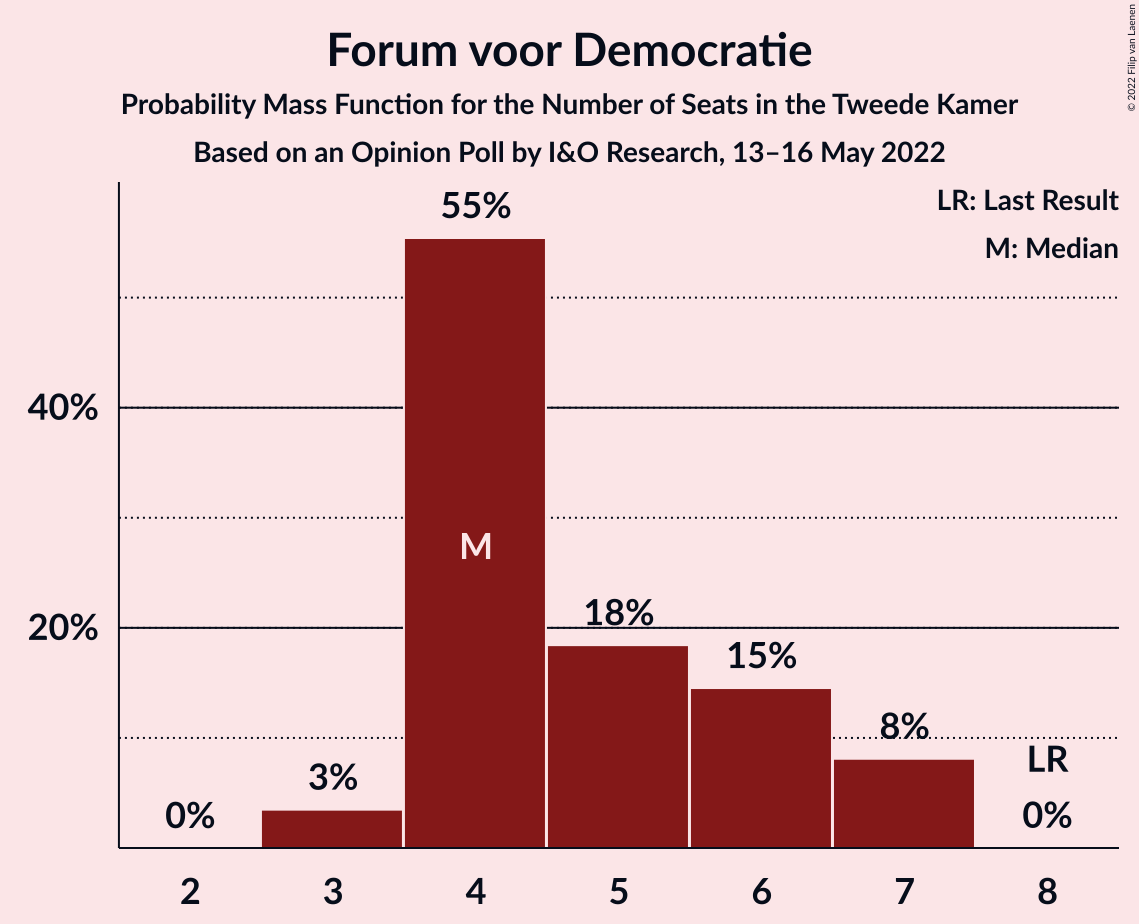 Forum voor Democratie
Probability Mass Function for the Number of Seats in the Tweede Kamer
Based on an Opinion Poll by I&O Research, 13–16 May 2022
© 2022 Filip van Laenen
LR: Last Result
M: Median
55%
40%
M
20%
18%
15%
8%
3%
LR
0%
0%
2 3 4 5 6 7 8